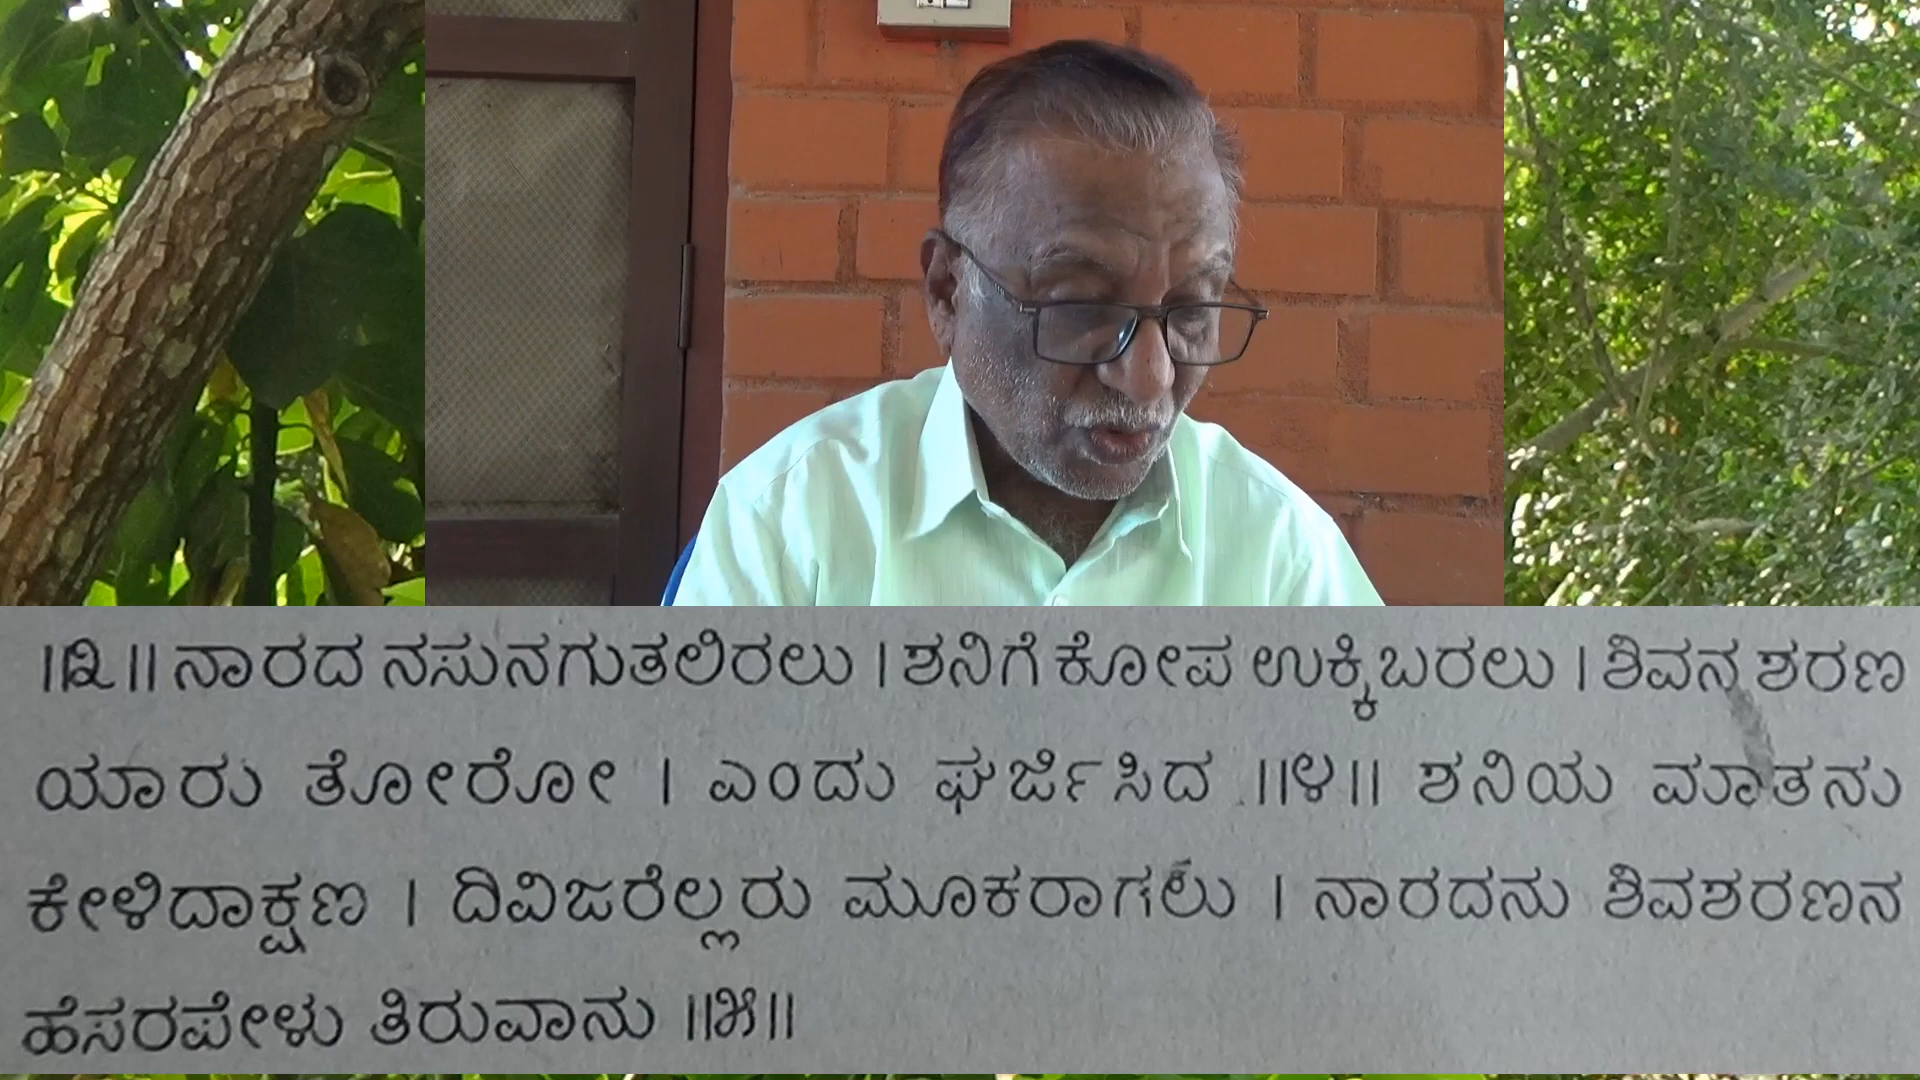 ।೩॥ ನಾರದ ನಸುನಗುತಲಿರಲು । ಶನಿಗೆ ಕೋಪ ಉಕ್ಕಿಬರಲು । ಶಿವನ ಶರಣ
ಯಾರು ತೋರೋ । ಎಂದು ಘರ್ಜಿಸಿದ ॥೪॥ ಶನಿಯ ಮಾತನು
ಕೇಳಿದಾಕ್ಷಣ । ದಿವಿಜರೆಲ್ಲರು ಮೂಕರಾಗಲು । ನಾರದನು ಶಿವಶರಣನ
ಹೆಸರಪೇಳು ತಿರುವಾನು ॥೫॥